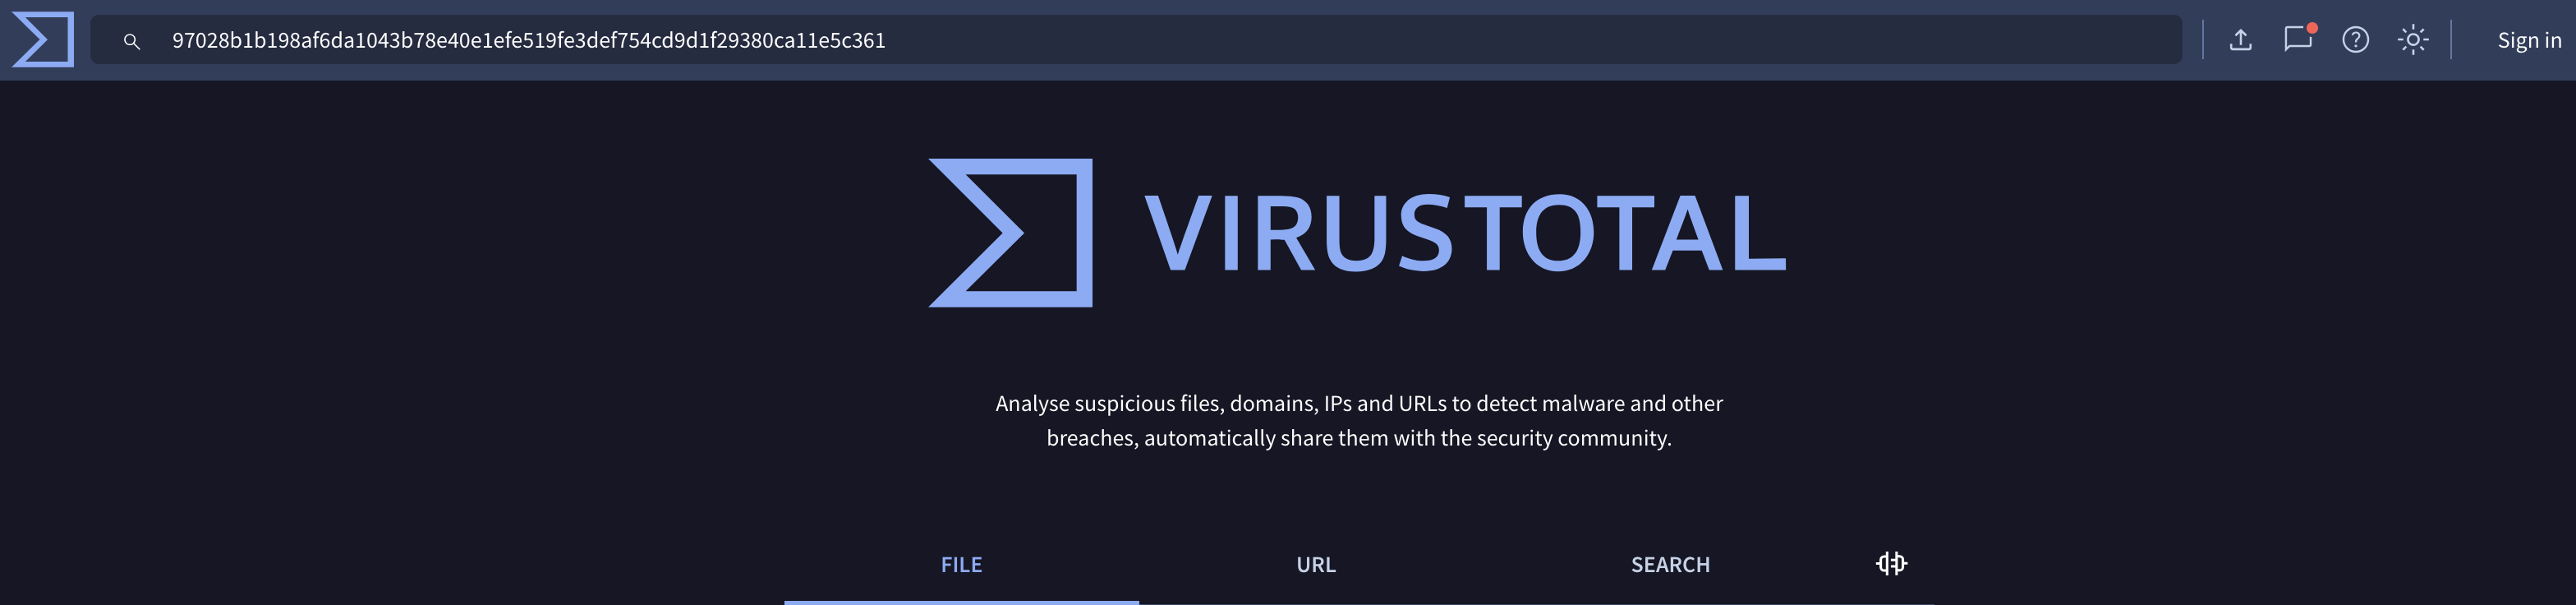 97028b1b198af6da1043b78e40e1efe519fe3def754cd9d1f29380ca11e5c361
Sign in
VIRUSTOTAL
Analyse suspicious files, domains, IPs and URLs to detect malware and other
breaches, automatically share them with the security community.
FILE
URL
SEARCH